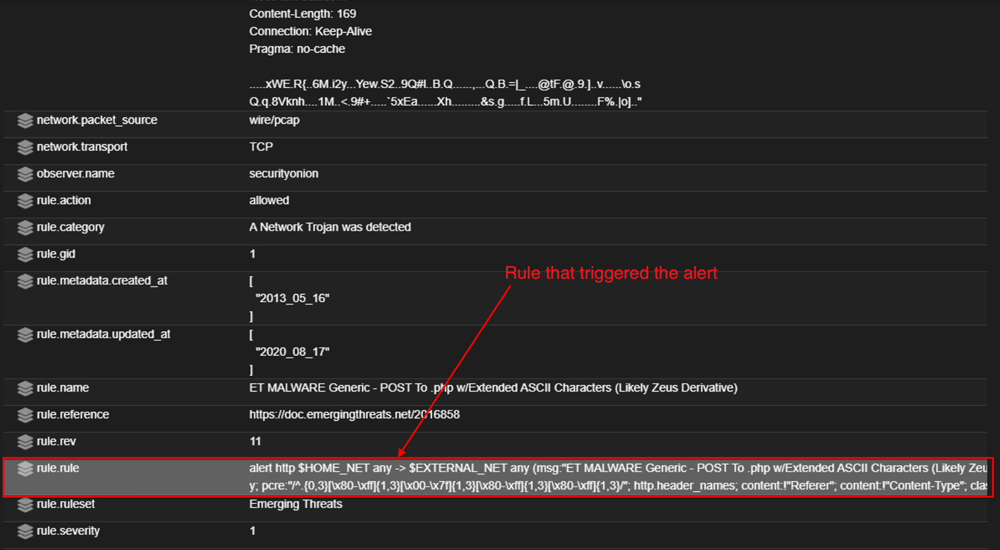 Content-Length: 169
Connection: Keep-Alive
Pragma: no-cache
.....xWE.R{..6M.i2y...Yew.S2..9Q#I..B.Q......,...Q.B.=|_....@tF.@.9.]..v......\o.s
Q.q.8Vknh....1M..<.9#+.....`5xEa......Xh.........&s.g.....f.L...5m.U........F%.|o].."
network.packet_source wire/pcap
network.transport TCP
observer.name securityonion
rule.action allowed
rule.category A Network Trojan was detected
rule.gid 1
Rule that triggered the alert
rule.metadata.created_at [
"2013_05_16"
]
rule.metadata.updated_at [
"2020_08_17"
]
rule.name ET MALWARE Generic - POST To .php w/Extended ASCII Characters (Likely Zeus Derivative)
rule.reference https://doc.emergingthreats.net/2016858
rule.rev 11
rule.rule alert http $HOME_NET any -> $EXTERNAL_NET any (msg:"ET MALWARE Generic - POST To .php w/Extended ASCII Characters (Likely Zeu
y; pcre:"/^.{0,3}[\x80-\xff]{1,3}[\x00-\x7f]{1,3}[\x80-\xff]{1,3}[\x80-\xff]{1,3}/"; http.header_names; content:!"Referer"; content:!"Content-Type"; clas
rule.ruleset Emerging Threats
rule.severity 1